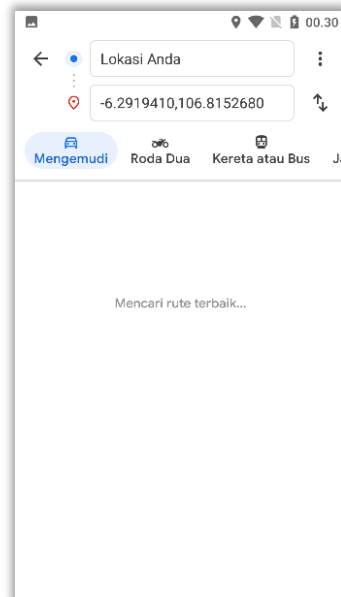 00.30
Lokasi Anda
-6.2919410,106.8152680
Mengemudi Roda Dua Kereta atau Bus
Mencari rute terbaik...